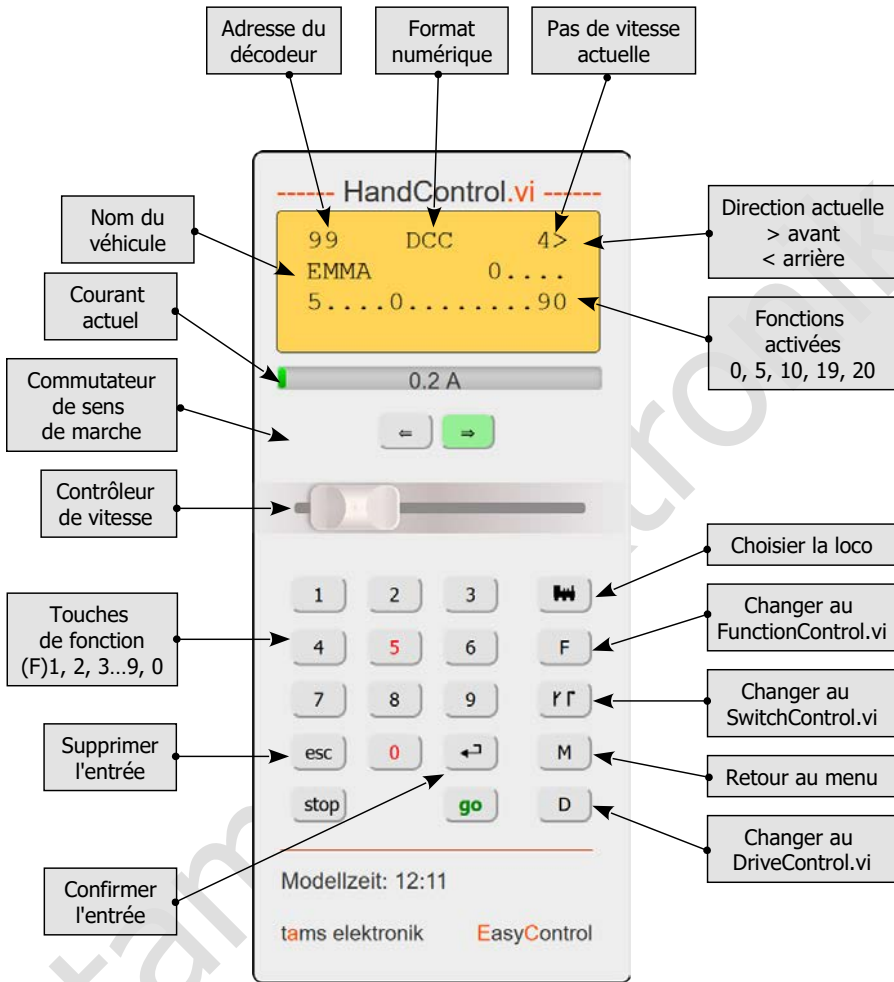 Adresse du
décodeur
Format
numérique
Pas de vitesse
actuelle
------ HandControl.vi ------
99 DCC 4>
EMMA 0....
5....0........90
Nom du
véhicule
Direction actuelle
> avant
< arrière
Courant
actuel
Fonctions
activées
0, 5, 10, 19, 20
0.2 A
Commutateur
de sens
de marche
⇐ ⇒
Contrôleur
de vitesse
Choisier la loco
1 2 3
Touches
de fonction
(F)1, 2, 3...9, 0
4 5 6 F
Changer au
FunctionControl.vi
7 8 9
Changer au
SwitchControl.vi
Supprimer
l'entrée
esc 0 M
Retour au menu
stop go D
Changer au
DriveControl.vi
Confirmer
l'entrée
Modellzeit: 12:11
tams elektronik EasyControl
tams elektronik